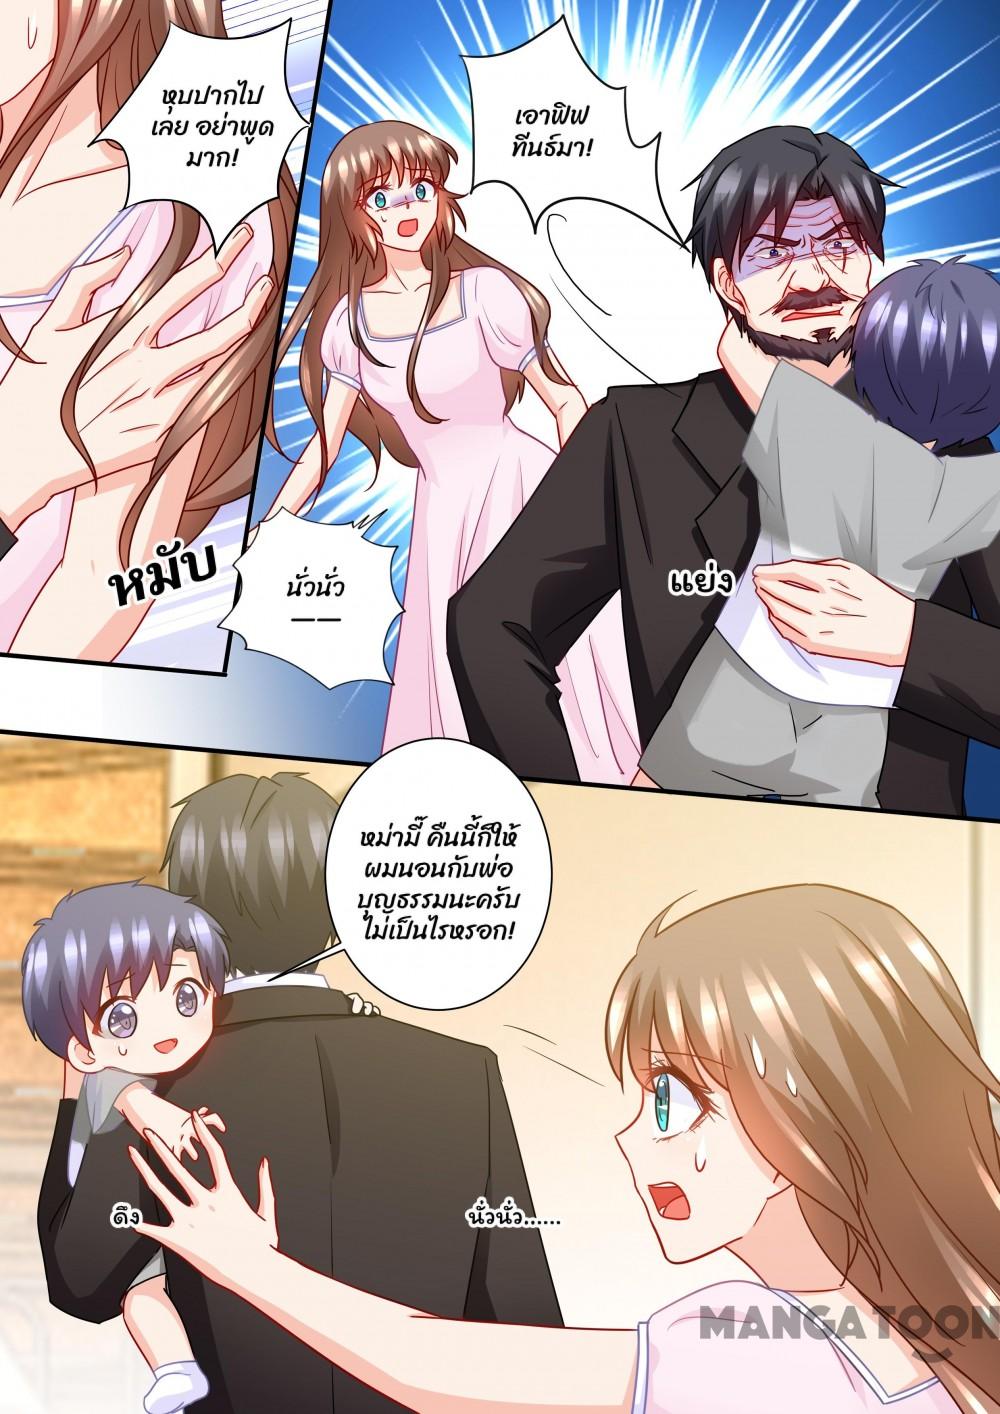 หุบปากไป
เลย อย่าพูด
มาก!
เอาฟิฟ
ทีนธ์มา!
หมับ
นั่วนั่ว
——
แย่ง
หม่ามี๊ คืนนี้ก็ให้
ผมนอนกับพ่อ
บุญธรรมนะครับ
ไม่เป็นไรหรอก!
ดึง
นั่วนั่ว......
MANGATOON